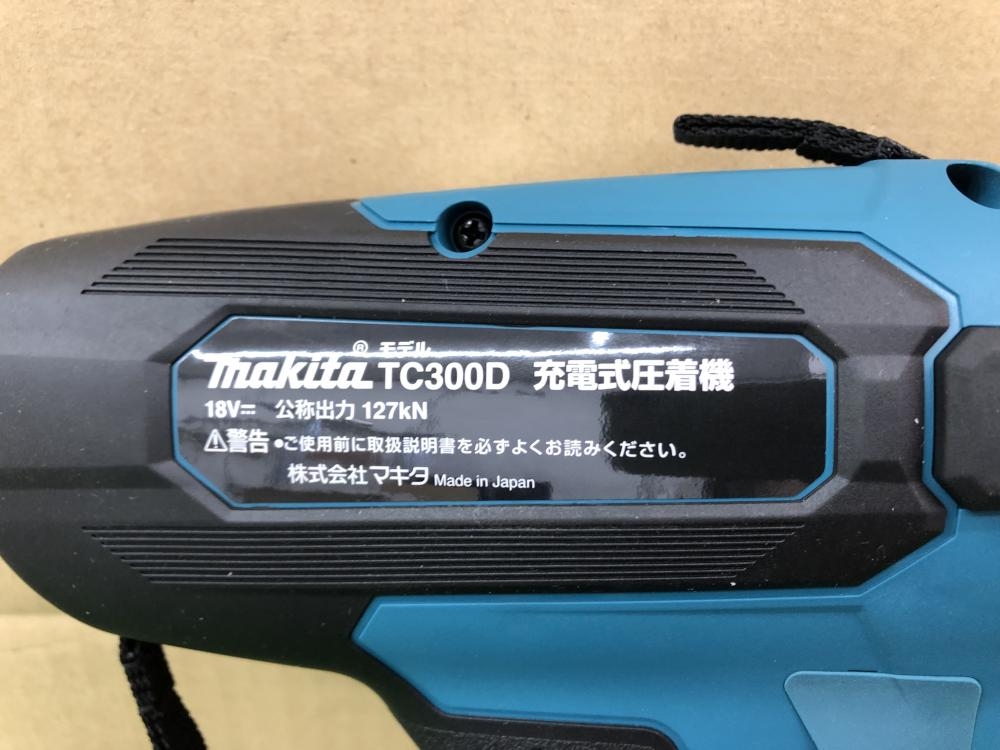 makita® モデル TC300D 充電式圧着機
18V⎓ 公称出力 127kN
⚠警告 •ご使用前に取扱説明書を必ずよくお読みください。
株式会社 マキタ Made in Japan